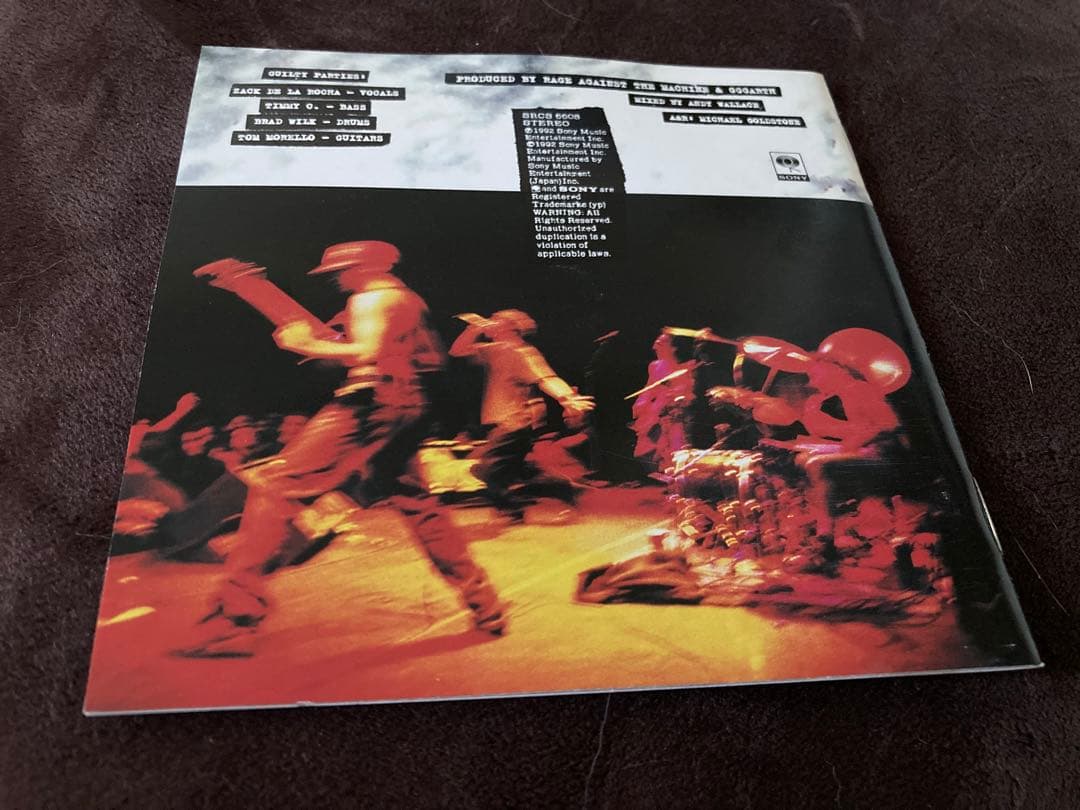 GUILTY PARTIES:
ZACK DE LA ROCHA – VOCALS
TIMMY C. – BASS
BRAD WILK – DRUMS
TOM MORELLO – GUITARS
PRODUCED BY RAGE AGAINST THE MACHINE & GGGARTH
MIXED BY ANDY WALLACE
A&R: MICHAEL GOLDSTONE
SRCS 6608
STEREO
℗1992 Sony Music
Entertainment Inc.
©1992 Sony Music
Entertainment Inc.
Manufactured by
Sony Music
Entertainment
(Japan) Inc.
and SONY are
Registered
Trademarks (yp)
WARNING: All
Rights Reserved.
Unauthorized
duplication is a
violation of
applicable laws.
SONY